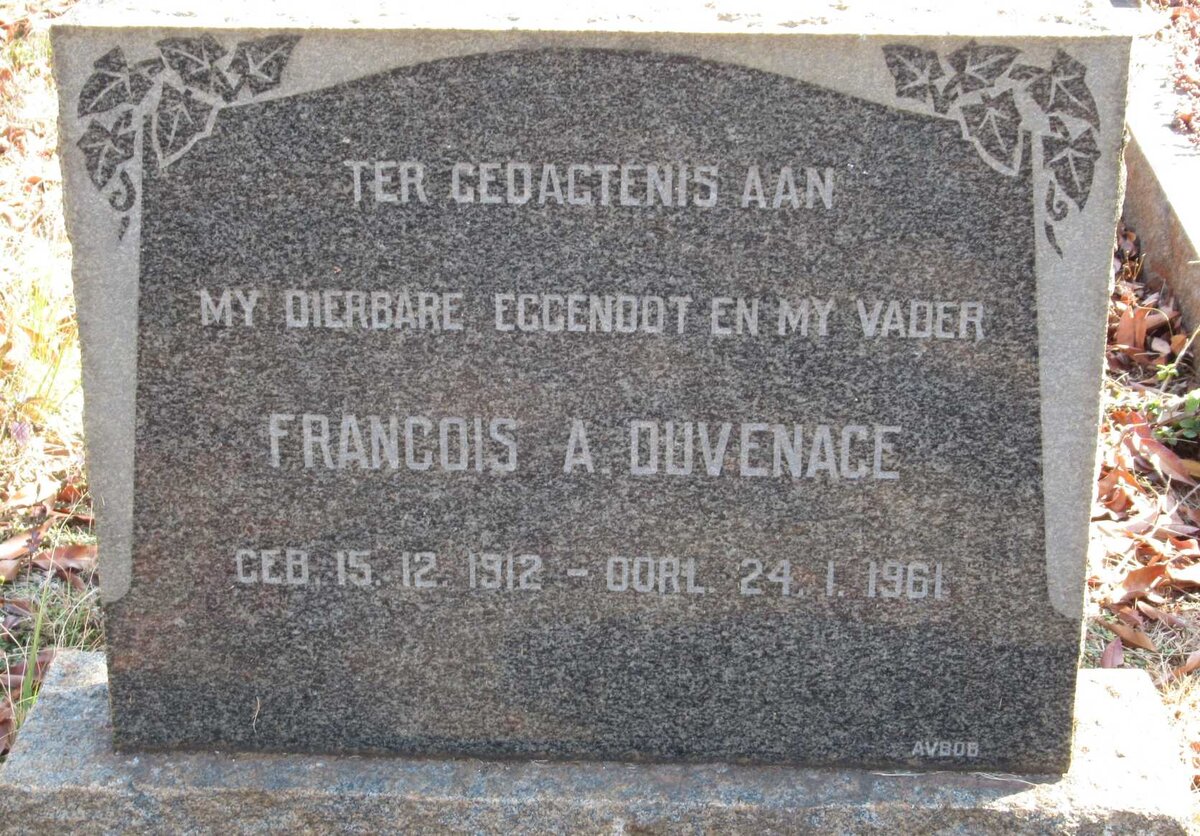 TER GEDAGTENIS AAN
MY DIERBARE EGGENOOT EN MY VADER
FRANCOIS A. DUVENAGE
GEB. 15. 12. 1912 - OORL. 24. 1. 1961.
AVBOB